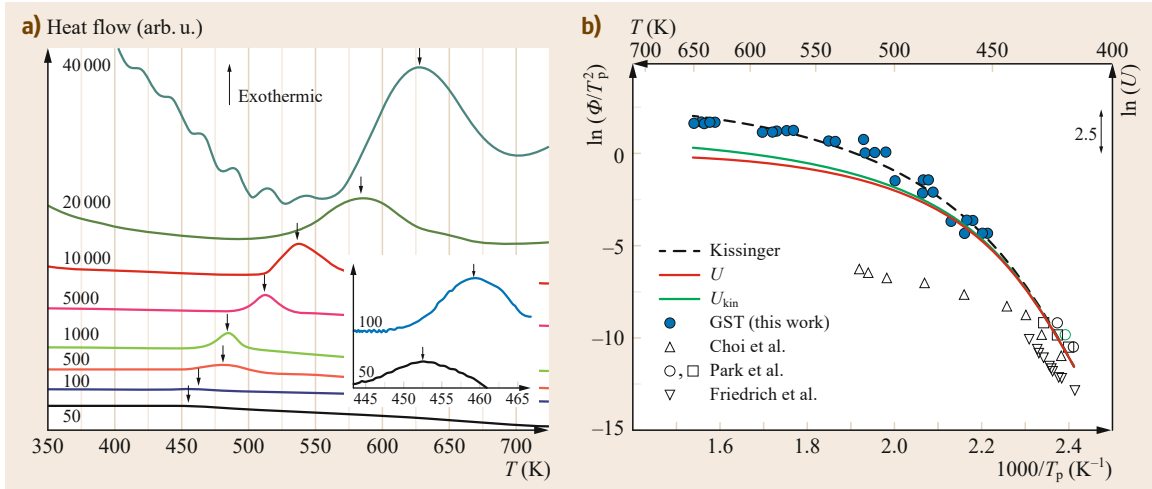 a) Heat flow (arb. u.)
40 000
Exothermic
20 000
10 000
5000
1000
500
100
50
100
50
445 450 455 460 465
350 400 450 500 550 600 650 700
T (K)
b) T (K)
700 650 600 550 500 450 400
ln (Φ/T_p^2)
ln (U)
2.5
0
−5
−10
−15
Kissinger
U
U_kin
GST (this work)
Choi et al.
, Park et al.
Friedrich et al.
1.6 1.8 2.0 2.2 2.4
1000/T_p (K^−1)